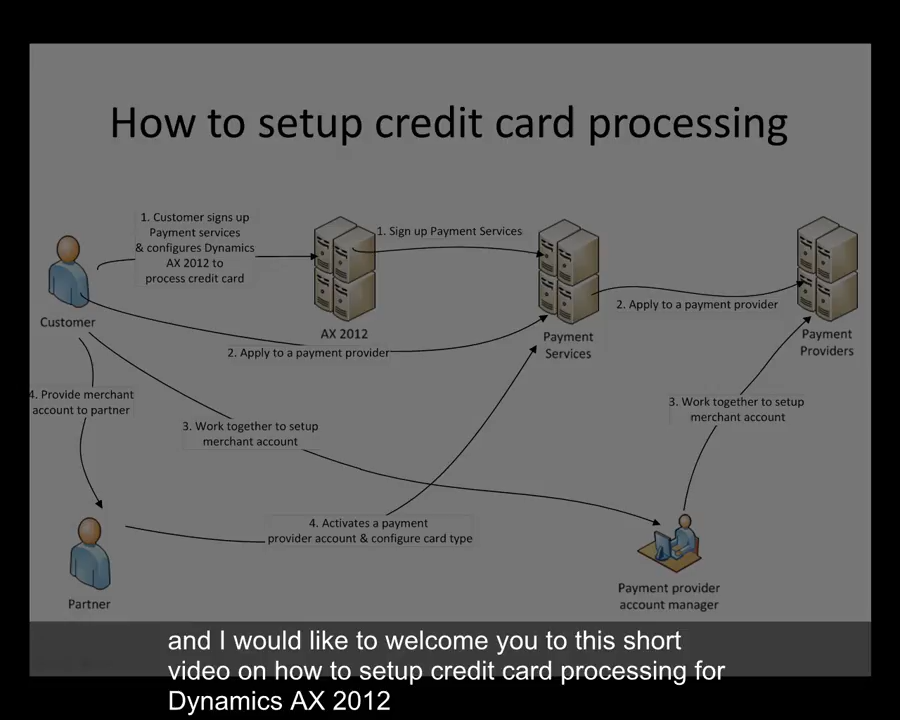 How to setup credit card processing
1. Customer signs up
Payment services
& configures Dynamics
AX 2012 to
process credit card
1. Sign up Payment Services
2. Apply to a payment provider
Customer
AX 2012
Payment
Services
Payment
Providers
2. Apply to a payment provider
4. Provide merchant
account to partner
3. Work together to setup
merchant account
3. Work together to setup
merchant account
4. Activates a payment
provider account & configure card type
Partner
Payment provider
account manager
and I would like to welcome you to this short
video on how to setup credit card processing for
Dynamics AX 2012